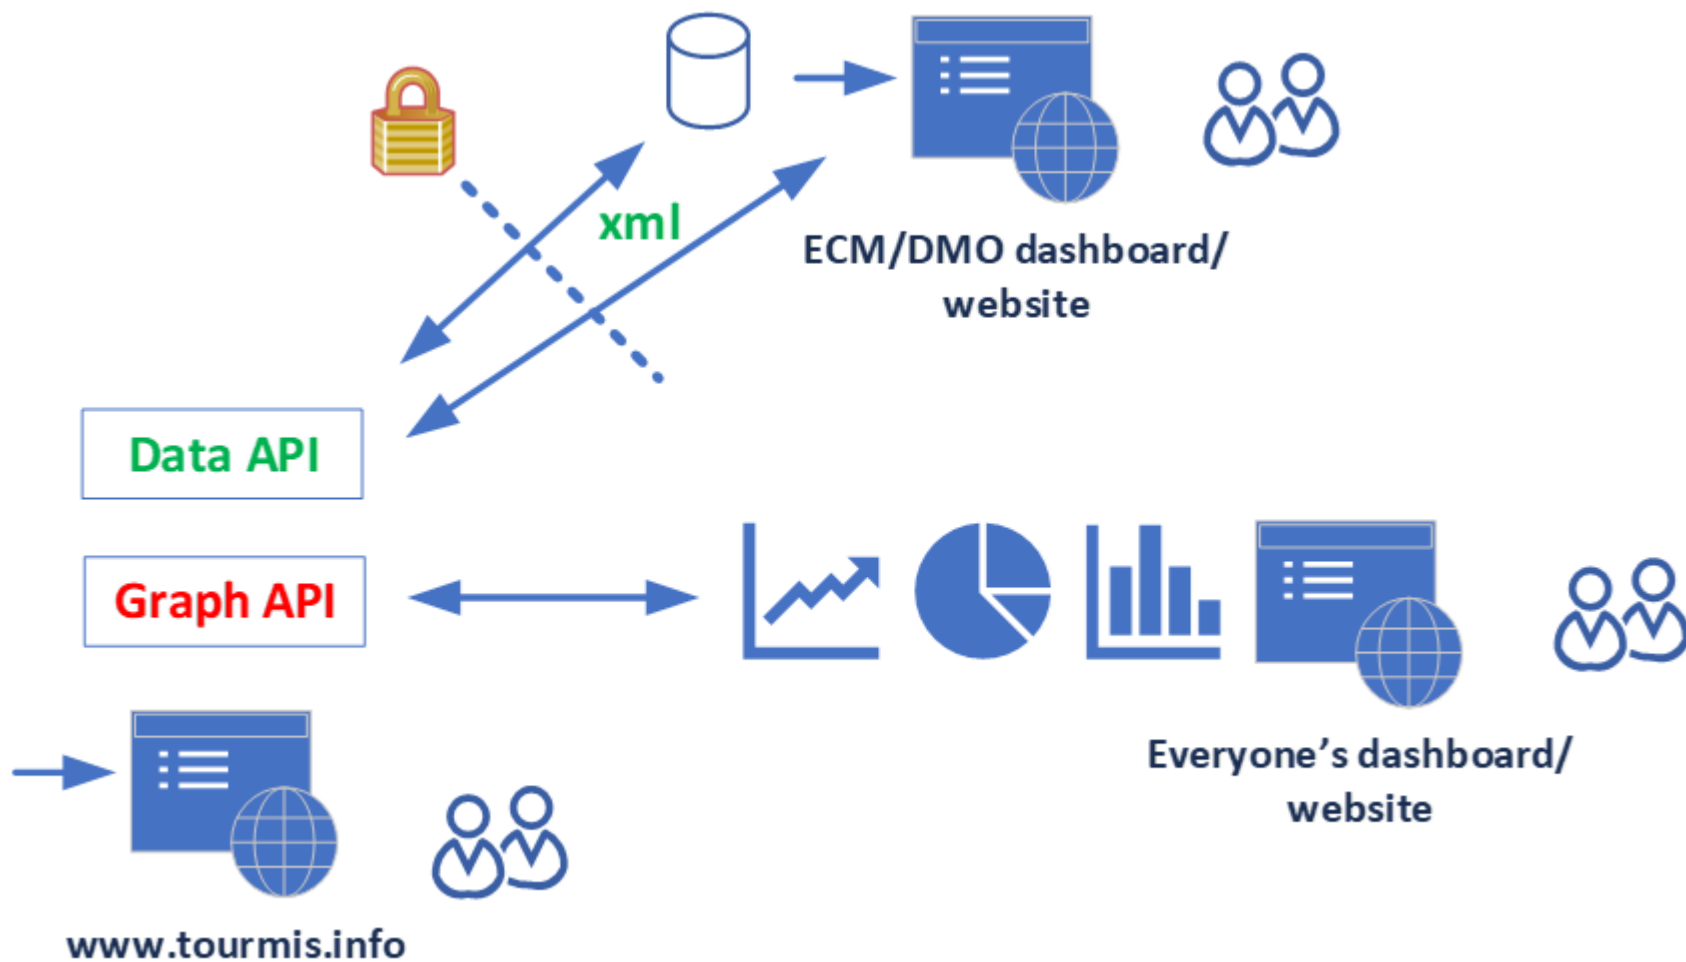 xml
ECM/DMO dashboard/
website
Data API
Graph API
Everyone’s dashboard/
website
www.tourmis.info